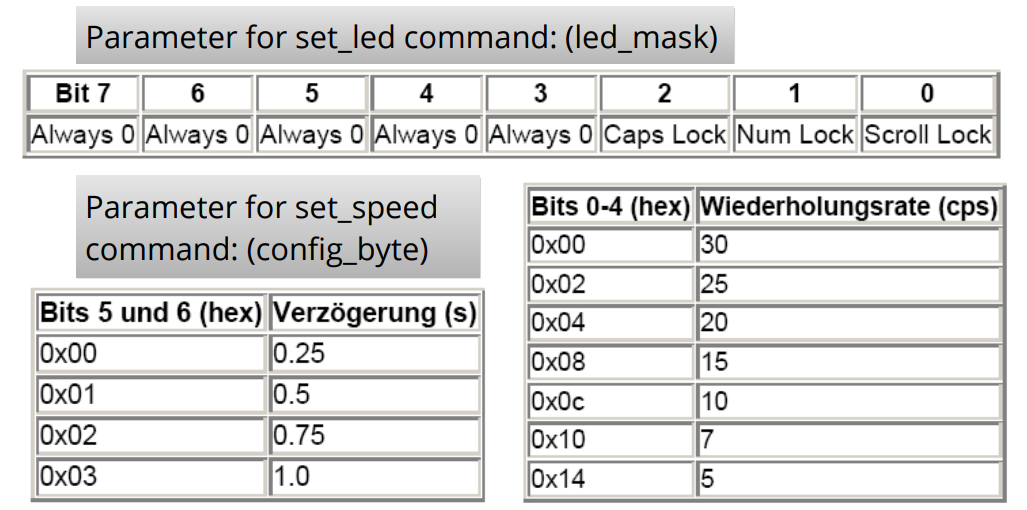 Parameter for set_led command: (led_mask)
Bit 7 6 5 4 3 2 1 0
Always 0 Always 0 Always 0 Always 0 Always 0 Caps Lock Num Lock Scroll Lock
Parameter for set_speed
command: (config_byte)
Bits 5 und 6 (hex) Verzögerung (s)
0x00 0.25
0x01 0.5
0x02 0.75
0x03 1.0
Bits 0-4 (hex) Wiederholungsrate (cps)
0x00 30
0x02 25
0x04 20
0x08 15
0x0c 10
0x10 7
0x14 5